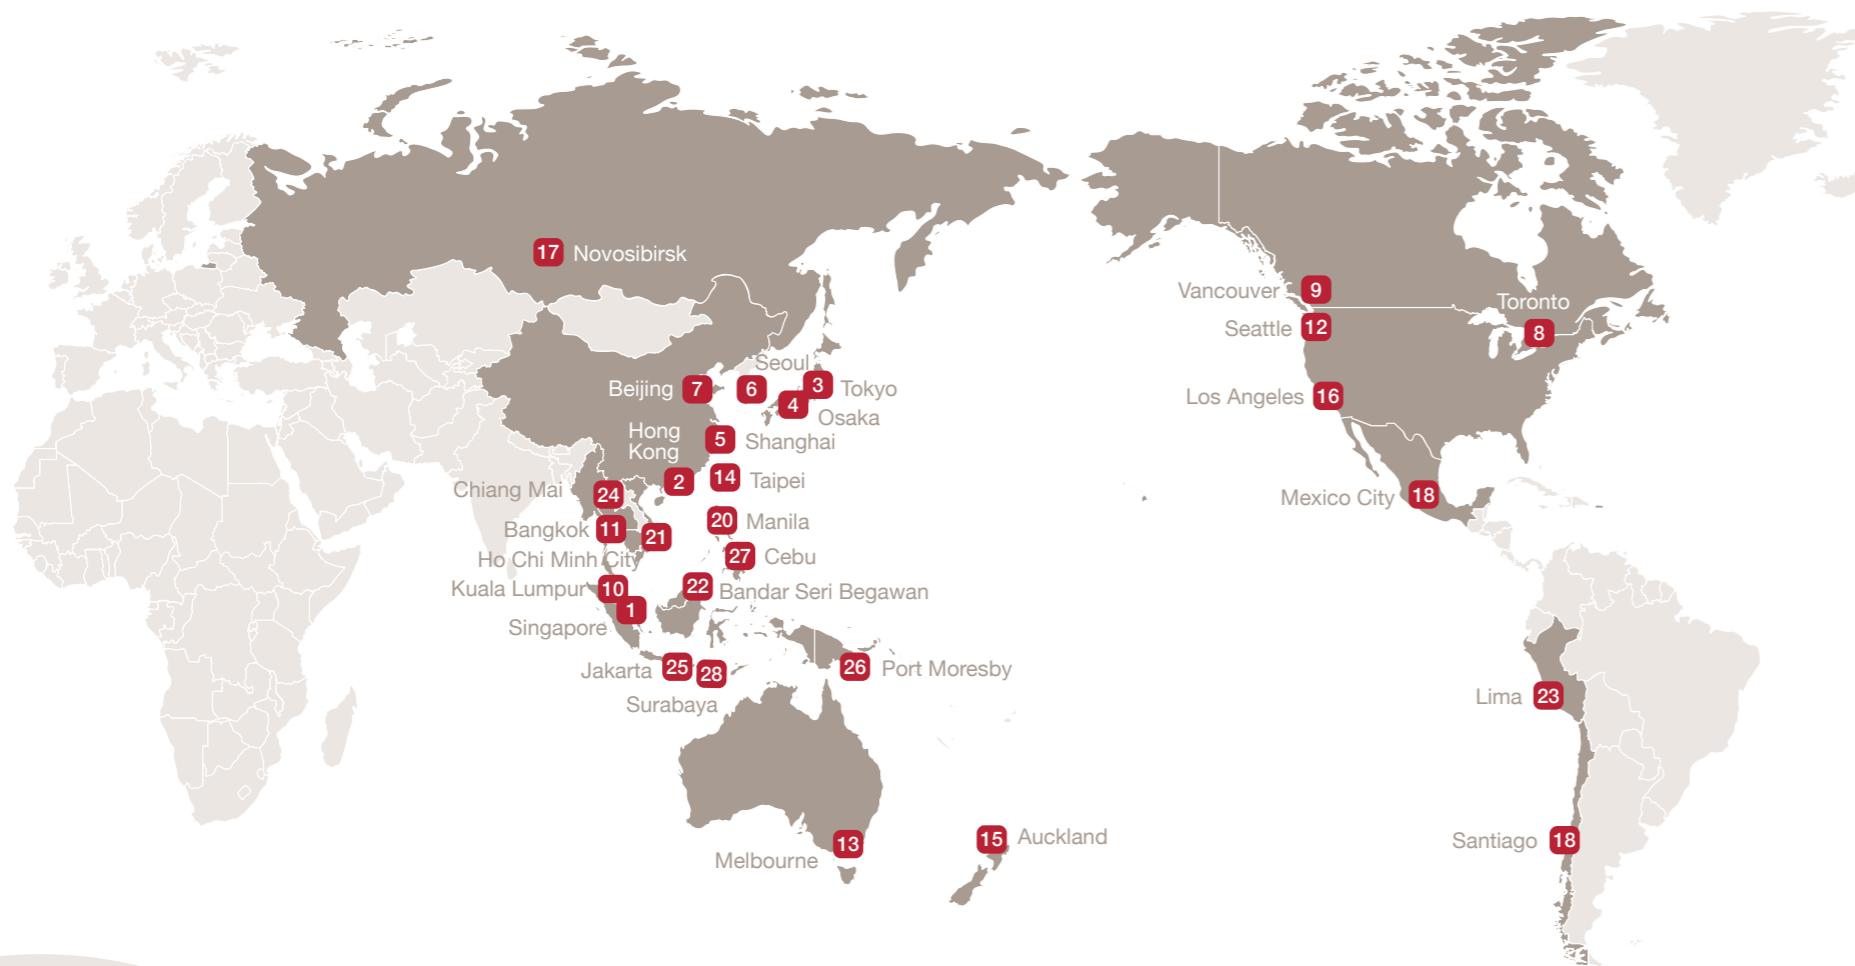 17 Novosibirsk
Vancouver 9
Toronto
8
Seattle 12
Seoul
6
Beijing 7
3 Tokyo
4
Osaka
Los Angeles 16
Hong
Kong
2
5 Shanghai
14 Taipei
Chiang Mai 24
Mexico City 18
Bangkok 11
20 Manila
21
Ho Chi Minh City
27 Cebu
Kuala Lumpur 10
22 Bandar Seri Begawan
1
Singapore
Jakarta 25
28
Surabaya
26 Port Moresby
Lima 23
13
Melbourne
15 Auckland
Santiago 18